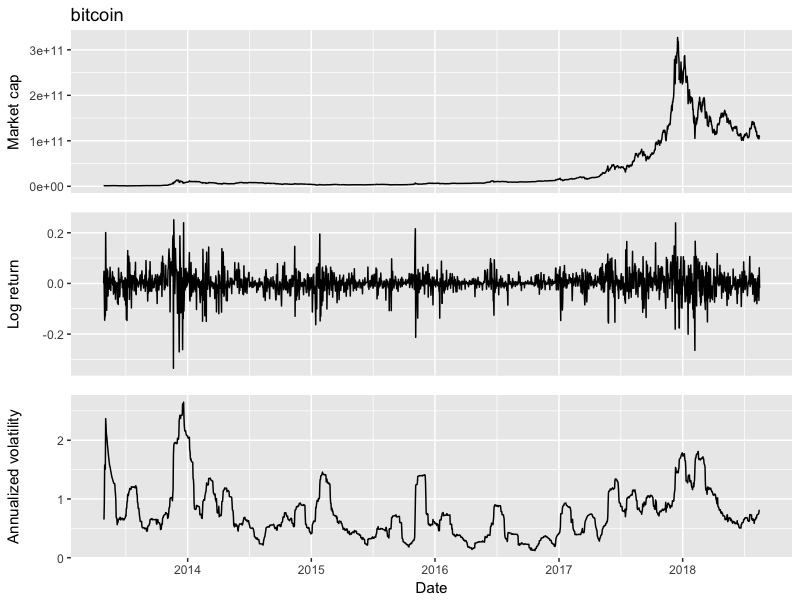 bitcoin
Market cap
3e+11
2e+11
1e+11
0e+00
Log return
0.2
0.0
-0.2
Annualized volatility
2
1
0
2014 2015 2016 2017 2018
Date